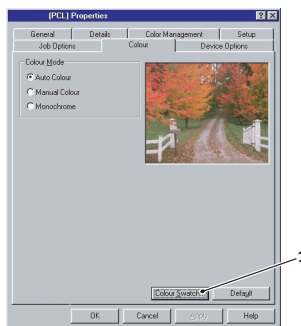 (PCL) Properties
General Details Color Management Setup
Job Options Colour Device Options
Colour Mode
Auto Colour
Manual Colour
Monochrome
Colour Swatch... Default
1
OK Cancel Apply Help